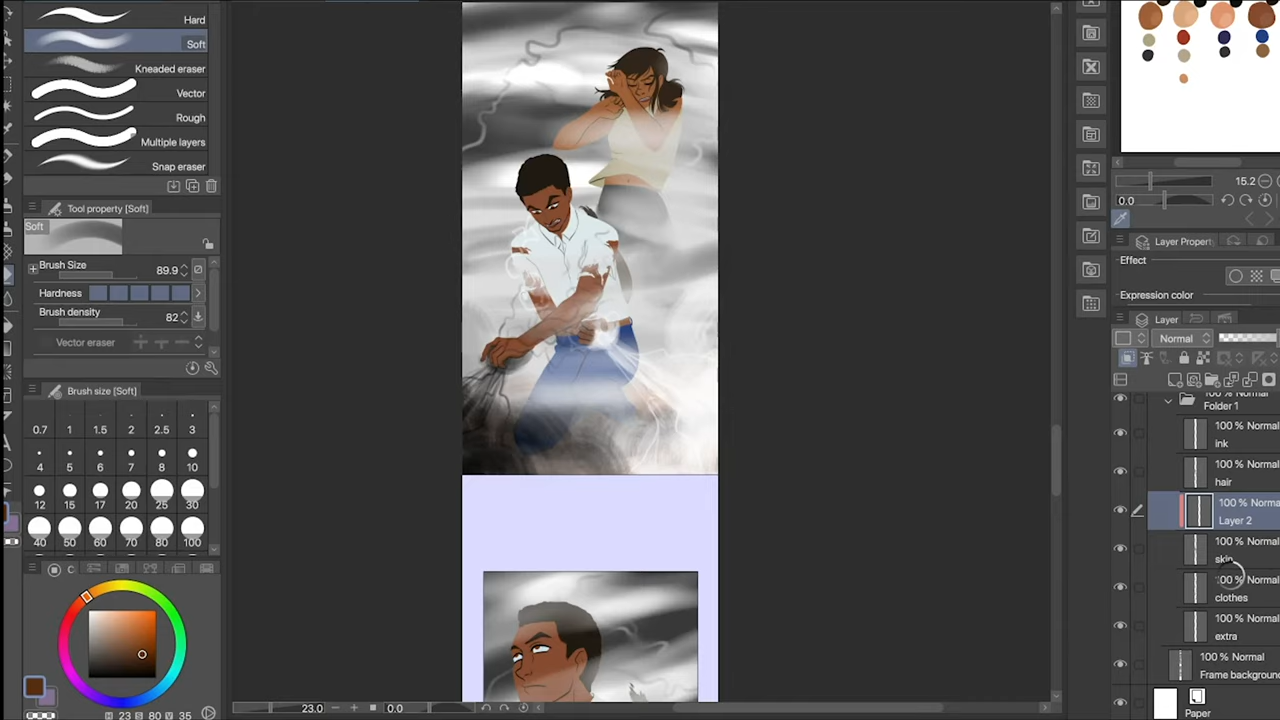 Hard
Soft
Kneaded eraser
Vector
Rough
Multiple layers
Snap eraser
Tool property [Soft]
Soft
Brush Size 89.9
Hardness
Brush density 82
Vector eraser
Brush size [Soft]
0.7 1 1.5 2 2.5 3
4 5 6 7 8 10
12 15 17 20 25 30
40 50 60 70 80 100
C
H 23 S 80 V 35
23.0 0.0
15.2
0.0
Layer Propert
Effect
Expression color
Layer
Normal
100 % Normal
Folder 1
100 % Normal
ink
100 % Normal
hair
100 % Norma
Layer 2
100 % Normal
skin
100 % Normal
clothes
100 % Normal
extra
100 % Normal
Frame backgroun
Paper